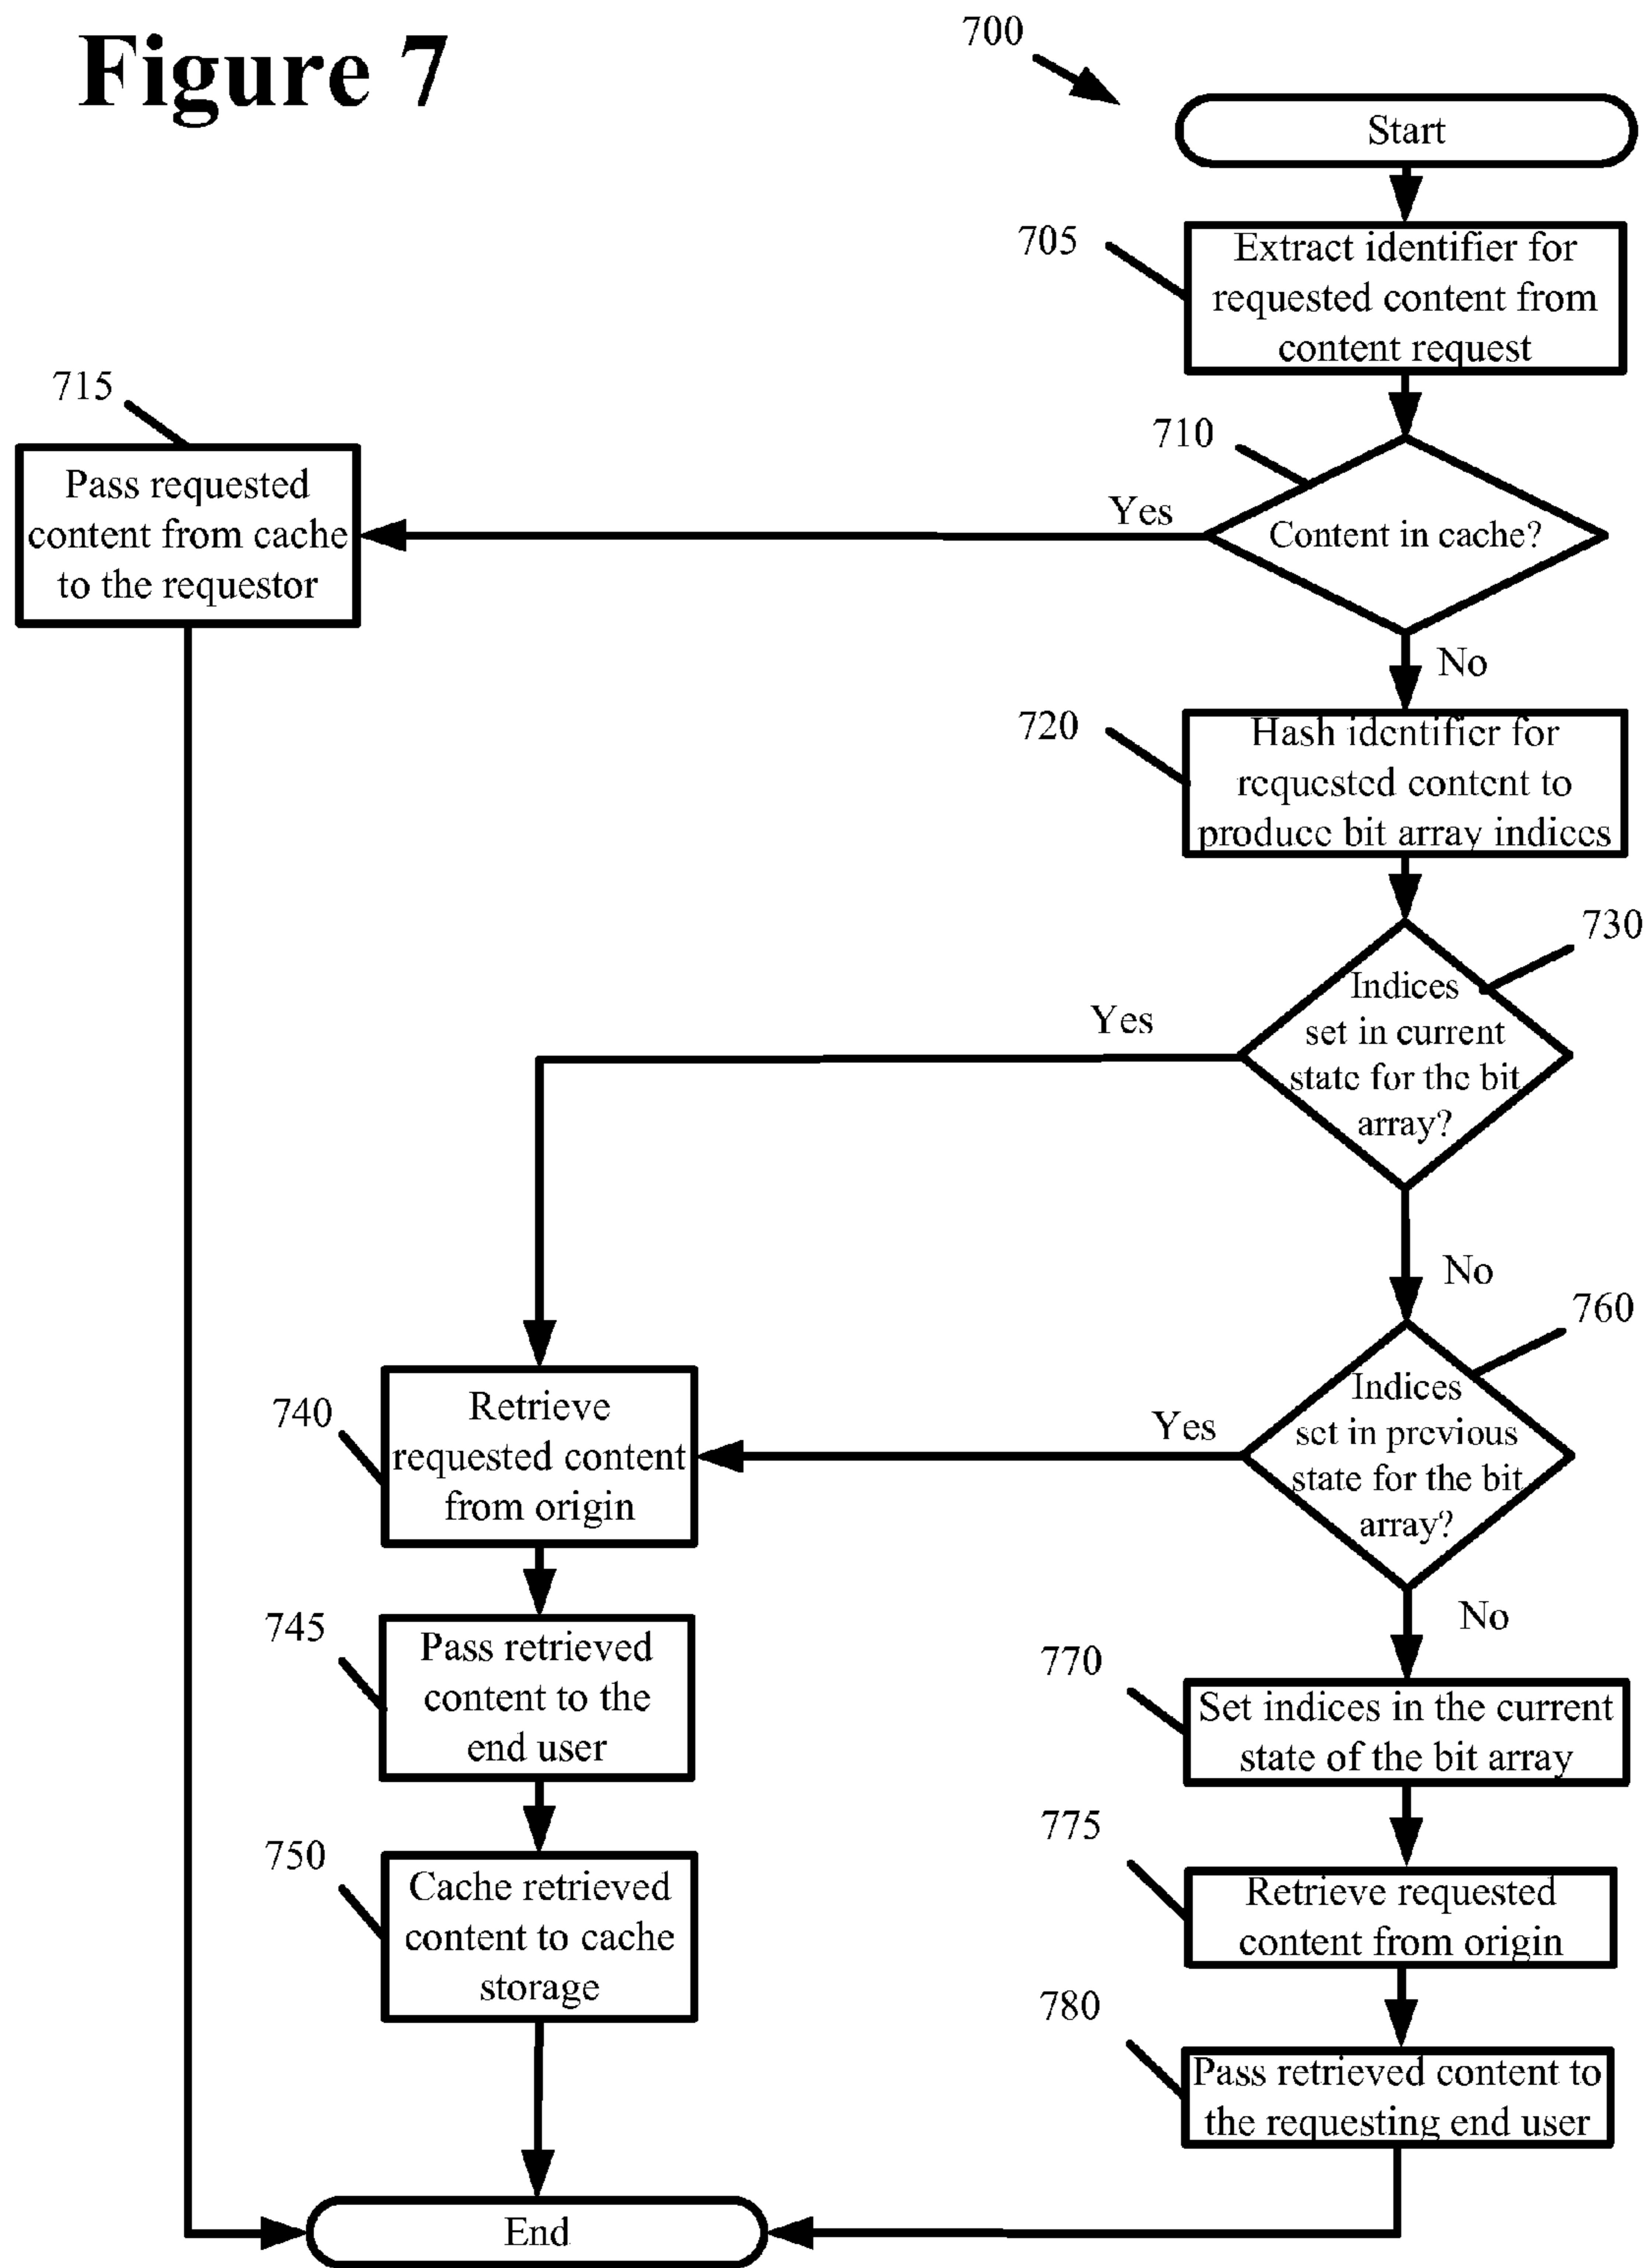 Figure 7
700
Start
705
Extract identifier for
requested content from
content request
710
Content in cache?
Yes
No
715
Pass requested
content from cache
to the requestor
720
Hash identifier for
requested content to
produce bit array indices
730
Indices
set in current
state for the bit
array?
Yes
No
760
Indices
set in previous
state for the bit
array?
Yes
No
740
Retrieve
requested content
from origin
745
Pass retrieved
content to the
end user
750
Cache retrieved
content to cache
storage
770
Set indices in the current
state of the bit array
775
Retrieve requested
content from origin
780
Pass retrieved content to
the requesting end user
End